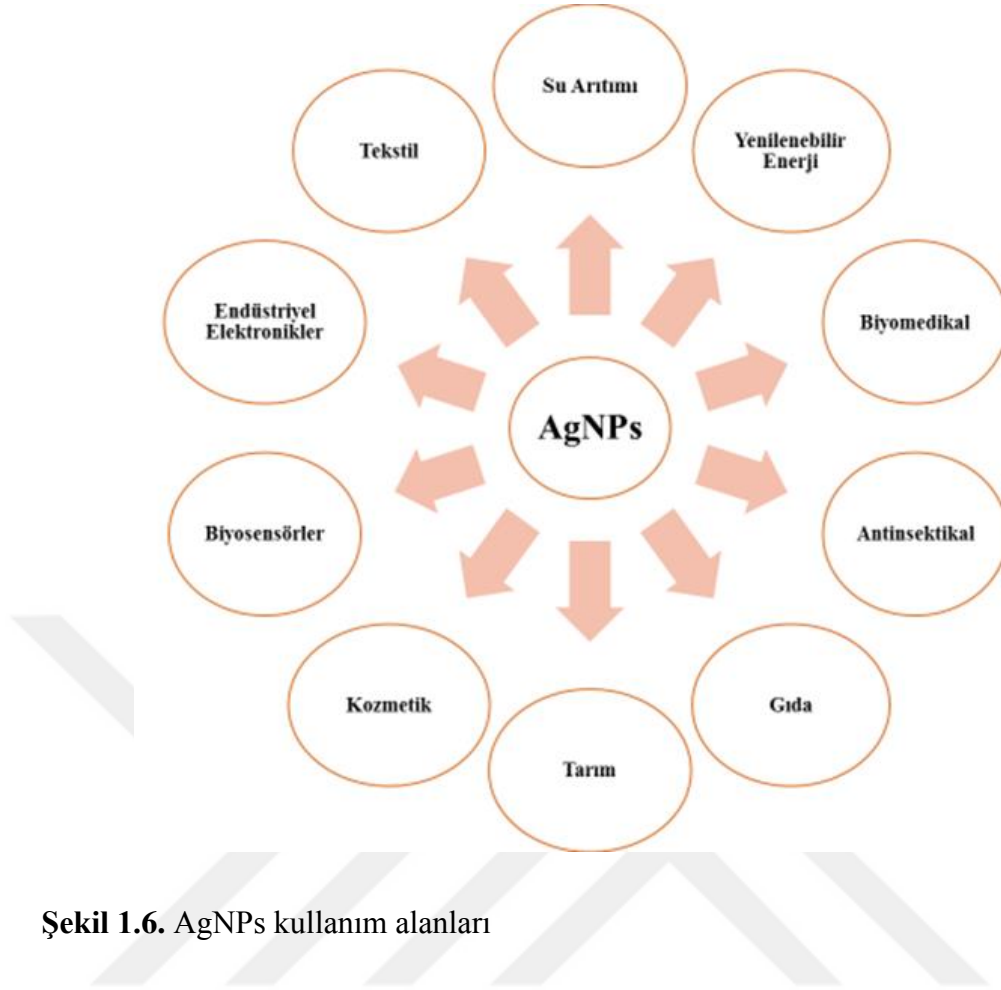 Su Arıtımı
Yenilenebilir
Enerji
Biyomedikal
Antinsektikal
Gıda
Tarım
Kozmetik
Biyosensörler
Endüstriyel
Elektronikler
Tekstil
AgNPs
Şekil 1.6. AgNPs kullanım alanları